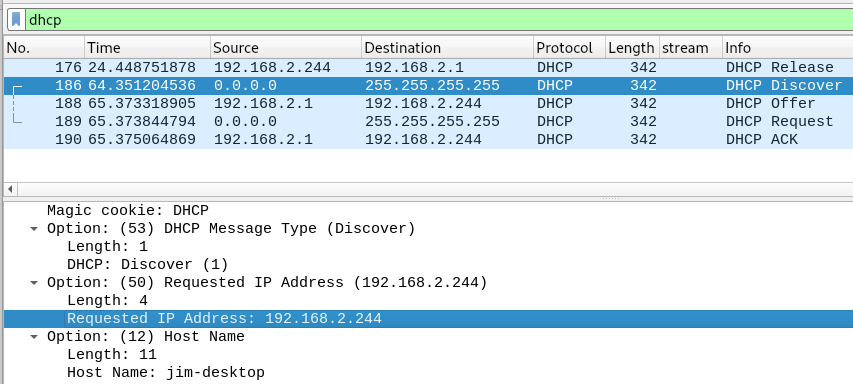 dhcp
No. Time Source Destination Protocol Length stream Info
176 24.448751878 192.168.2.244 192.168.2.1 DHCP 342 DHCP Release
186 64.351204536 0.0.0.0 255.255.255.255 DHCP 342 DHCP Discover
188 65.373318905 192.168.2.1 192.168.2.244 DHCP 342 DHCP Offer
189 65.373844794 0.0.0.0 255.255.255.255 DHCP 342 DHCP Request
190 65.375064869 192.168.2.1 192.168.2.244 DHCP 342 DHCP ACK
Magic cookie: DHCP
Option: (53) DHCP Message Type (Discover)
Length: 1
DHCP: Discover (1)
Option: (50) Requested IP Address (192.168.2.244)
Length: 4
Requested IP Address: 192.168.2.244
Option: (12) Host Name
Length: 11
Host Name: jim-desktop